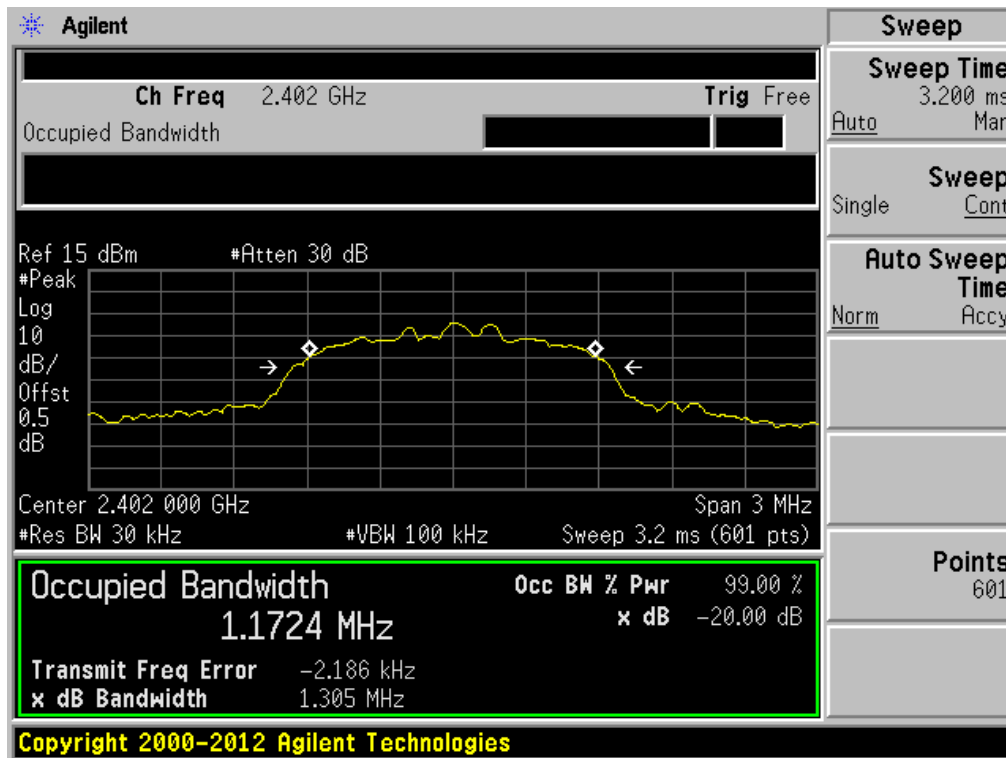 Agilent
Ch Freq 2.402 GHz Trig Free
Occupied Bandwidth
Ref 15 dBm #Atten 30 dB
#Peak
Log
10
dB/
Offst
0.5
dB
Center 2.402 000 GHz Span 3 MHz
#Res BW 30 kHz #VBW 100 kHz Sweep 3.2 ms (601 pts)
Occupied Bandwidth Occ BW % Pwr 99.00 %
1.1724 MHz x dB -20.00 dB
Transmit Freq Error -2.186 kHz
x dB Bandwidth 1.305 MHz
Copyright 2000-2012 Agilent Technologies
Sweep
Sweep Time
3.200 ms
Auto Man
Sweep
Single Cont
Auto Sweep
Time
Norm Accy
Points
601